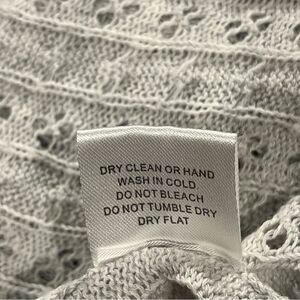 DRY CLEAN OR HAND
WASH IN COLD
DO NOT BLEACH
DO NOT TUMBLE DRY
DRY FLAT